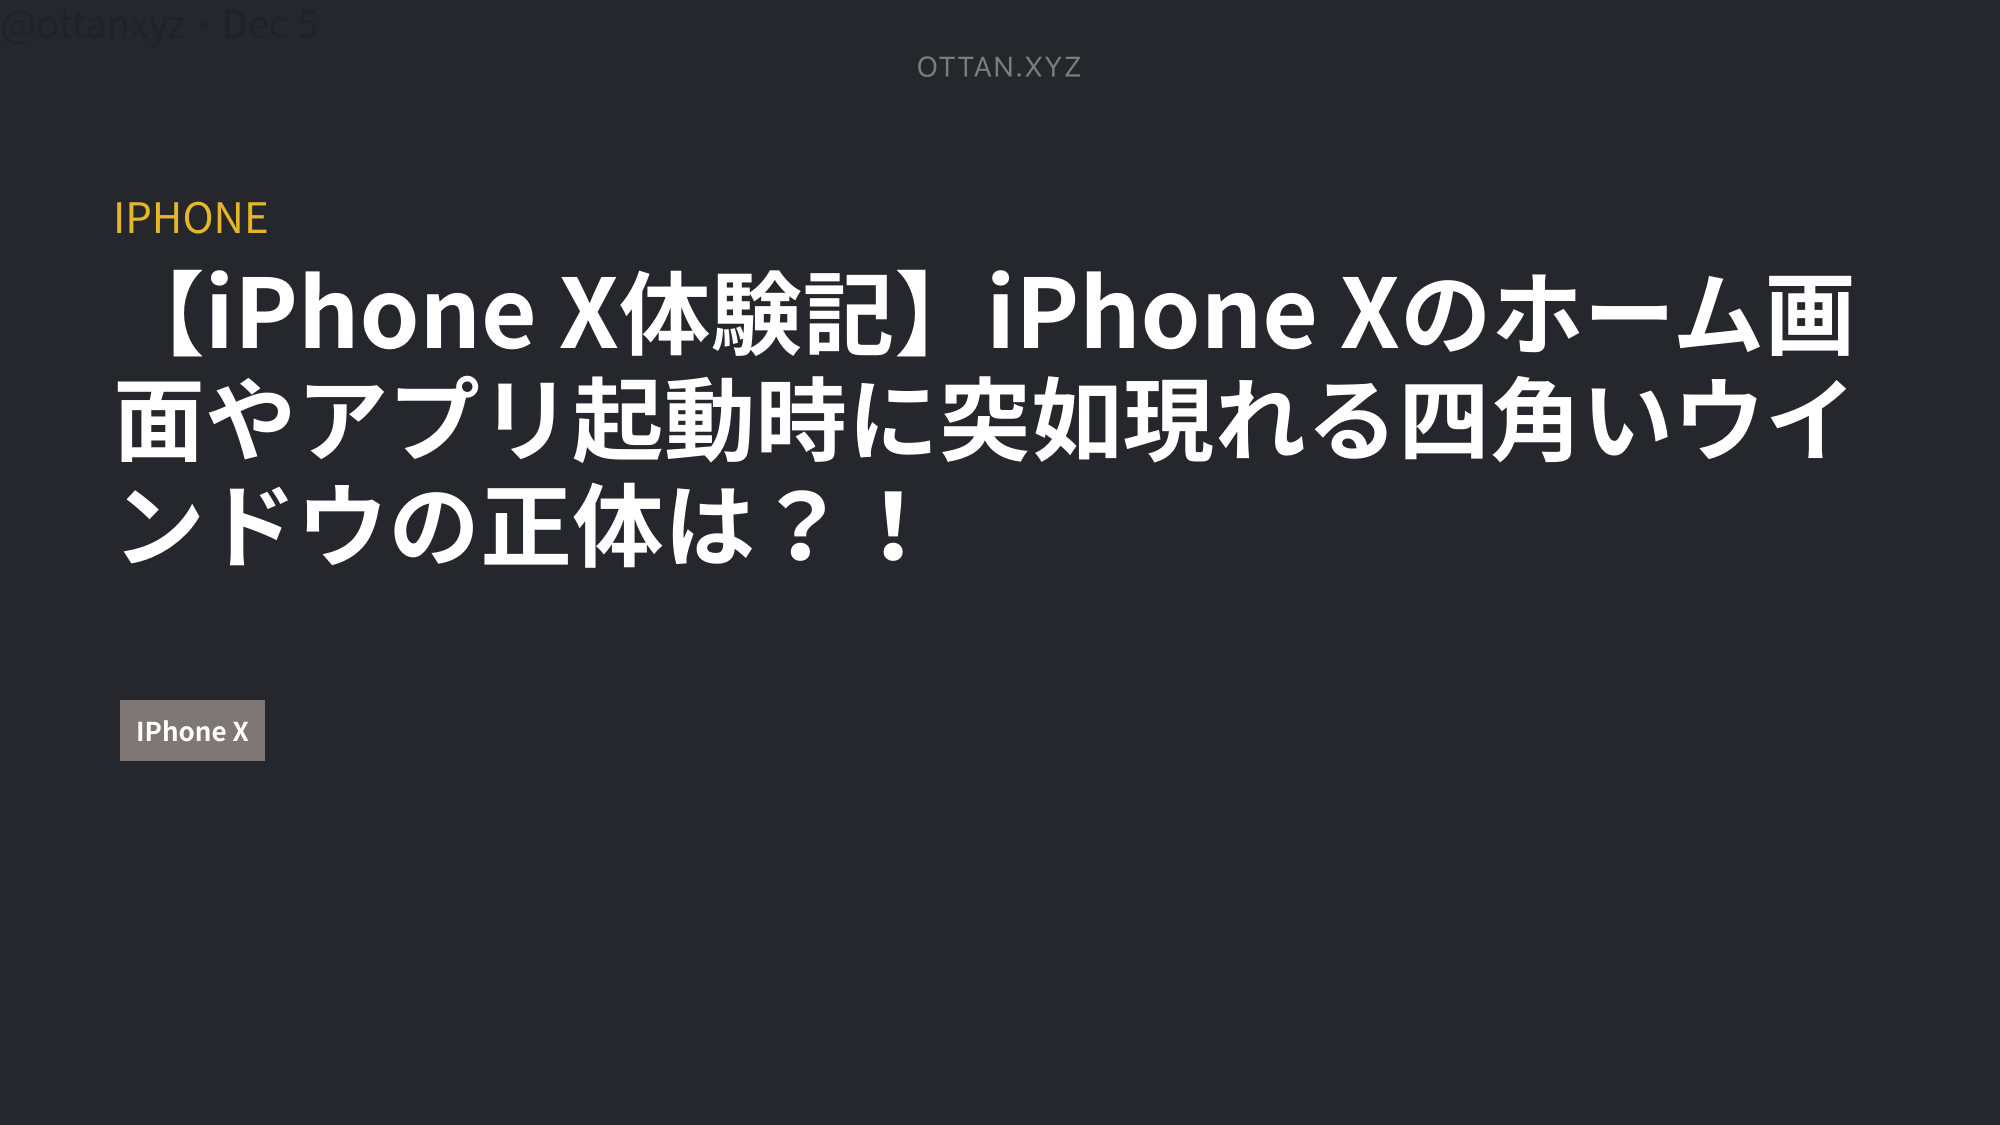 @ottanxyz・Dec 5
OTTAN.XYZ
IPHONE
【iPhone X体験記】iPhone Xのホーム画
面やアプリ起動時に突如現れる四角いウイ
ンドウの正体は？！
IPhone X